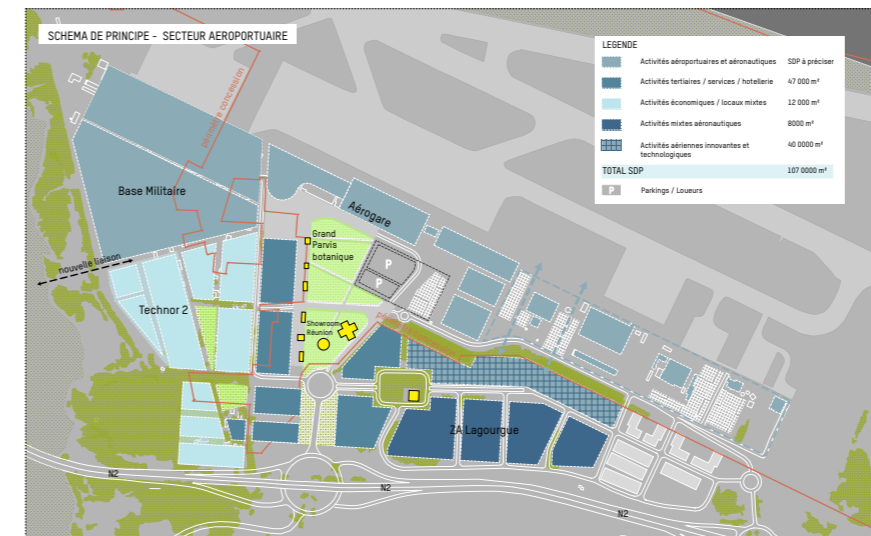 SCHEMA DE PRINCIPE - SECTEUR AEROPORTUAIRE
LEGENDE
Activités aéroportuaires et aéronautiques SDP à préciser
Activités tertiaires / services / hotellerie 47 000 m²
Activités économiques / locaux mixtes 12 000 m²
Activités mixtes aéronautiques 8000 m²
Activités aériennes innovantes et 40 0000 m²
technologiques
TOTAL SDP 107 0000 m²
P Parkings / Loueurs
périmètre concession
Base Militaire
Aérogare
Grand
Parvis
botanique
P
P
nouvelle liaison
Technor 2
Showroom
Réunion
ZA Lagourgue
N2
N2
N2